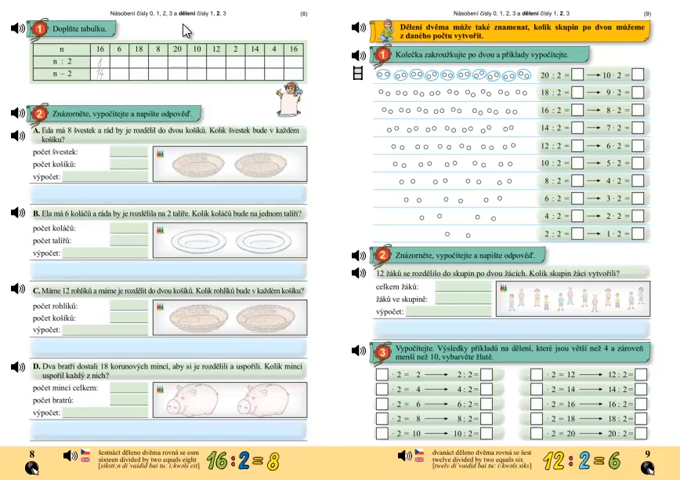 Násobení čísly 0, 1, 2, 3 a dělení čísly 1, 2, 3
(8)
1 Doplňte tabulku.
n 16 6 18 8 20 10 12 2 14 4 16
n : 2 8
n − 2 14
2 Znázorněte, vypočítejte a napište odpověď.
A. Eda má 8 švestek a rád by je rozdělil do dvou košíků. Kolik švestek bude v každém
košíku?
počet švestek:
počet košíků:
výpočet:
B. Ela má 6 koláčů a ráda by je rozdělila na 2 talíře. Kolik koláčů bude na jednom talíři?
počet koláčů:
počet talířů:
výpočet:
C. Máme 12 rohlíků a máme je rozdělit do dvou košíků. Kolik rohlíků bude v každém košíku?
počet rohlíků:
počet košíků:
výpočet:
D. Dva bratři dostali 18 korunových mincí, aby si je rozdělili a uspořili. Kolik mincí
uspořil každý z nich?
počet mincí celkem:
počet bratrů:
výpočet:
8
šestnáct děleno dvěma rovná se osm
sixteen divided by two equals eight
16 : 2 = 8
Násobení čísly 0, 1, 2, 3 a dělení čísly 1, 2, 3
(9)
Dělení dvěma může také znamenat, kolik skupin po dvou můžeme
z daného počtu vytvořit.
1 Kolečka zakroužkujte po dvou a příklady vypočítejte.
20 : 2 = 10 · 2 =
18 : 2 = 9 · 2 =
16 : 2 = 8 · 2 =
14 : 2 = 7 · 2 =
12 : 2 = 6 · 2 =
10 : 2 = 5 · 2 =
8 : 2 = 4 · 2 =
6 : 2 = 3 · 2 =
4 : 2 = 2 · 2 =
2 : 2 = 1 · 2 =
2 Znázorněte, vypočítejte a napište odpověď.
12 žáků se rozdělilo do skupin po dvou žácích. Kolik skupin žáci vytvořili?
celkem žáků:
žáků ve skupině:
výpočet:
3 Vypočítejte. Výsledky příkladů na dělení, které jsou větší než 4 a zároveň
menší než 10, vybarvěte žlutě.
· 2 = 2 2 : 2 = · 2 = 12 12 : 2 =
· 2 = 4 4 : 2 = · 2 = 14 14 : 2 =
· 2 = 6 6 : 2 = · 2 = 16 16 : 2 =
· 2 = 8 8 : 2 = · 2 = 18 18 : 2 =
· 2 = 10 10 : 2 = · 2 = 20 20 : 2 =
dvanáct děleno dvěma rovná se šest
twelve divided by two equals six
12 : 2 = 6
9